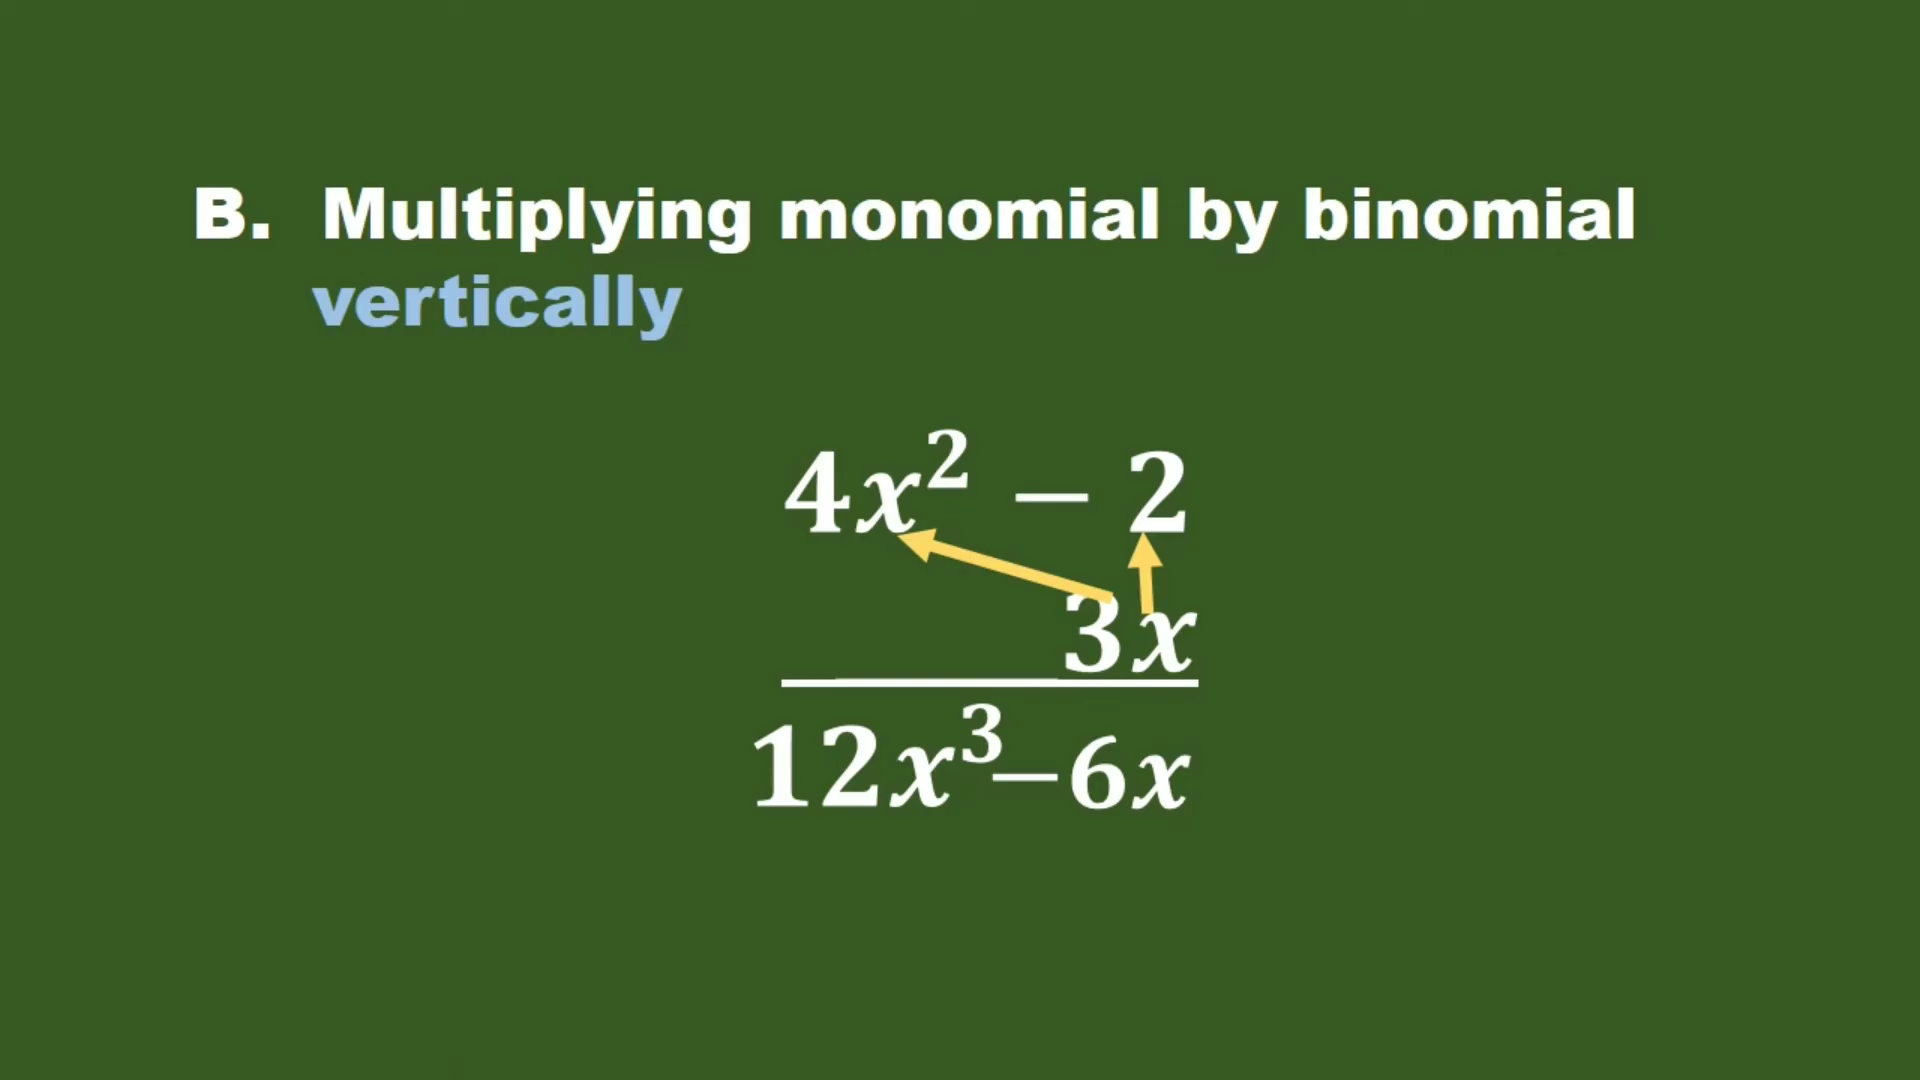 B. Multiplying monomial by binomial
vertically
4x² − 2
3x
12x³−6x